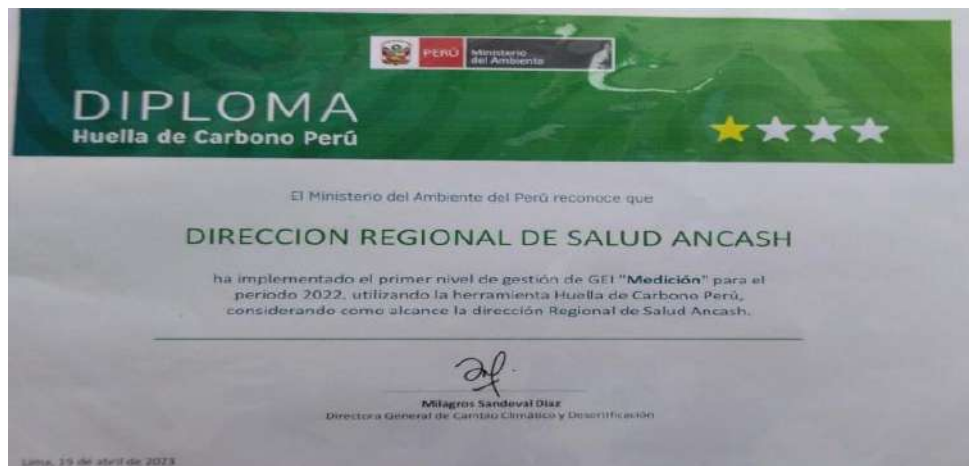 PERÚ
Ministerio
del Ambiente
DIPLOMA
Huella de Carbono Perú
El Ministerio del Ambiente del Perú reconoce que
DIRECCION REGIONAL DE SALUD ANCASH
ha implementado el primer nivel de gestión de GEI "Medición" para el
periodo 2022, utilizando la herramienta Huella de Carbono Perú,
considerando como alcance la dirección Regional de Salud Ancash.
Milagros Sandoval Díaz
Directora General de Cambio Climático y Desertificación
Lima, 19 de abril de 2023